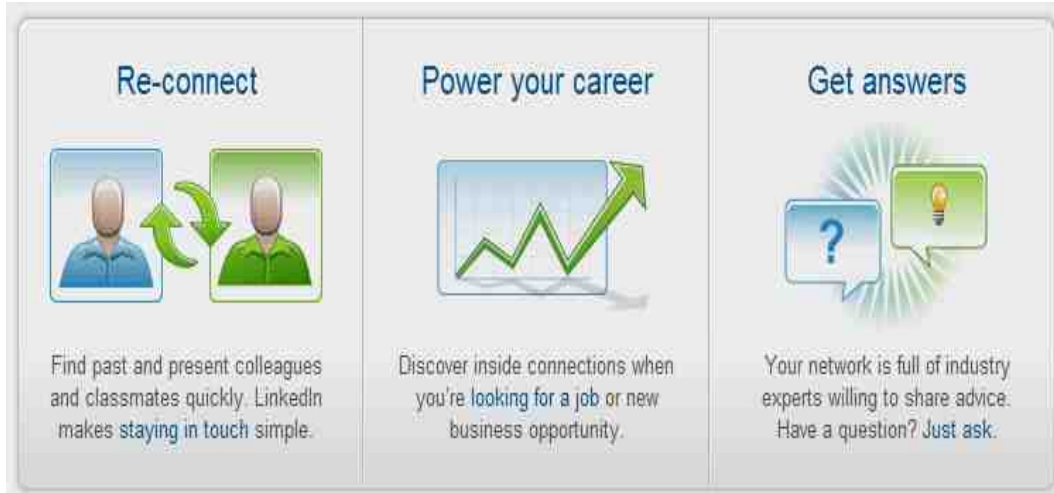 Re-connect
Find past and present colleagues
and classmates quickly. LinkedIn
makes staying in touch simple.
Power your career
Discover inside connections when
you're looking for a job or new
business opportunity.
Get answers
?
Your network is full of industry
experts willing to share advice.
Have a question? Just ask.